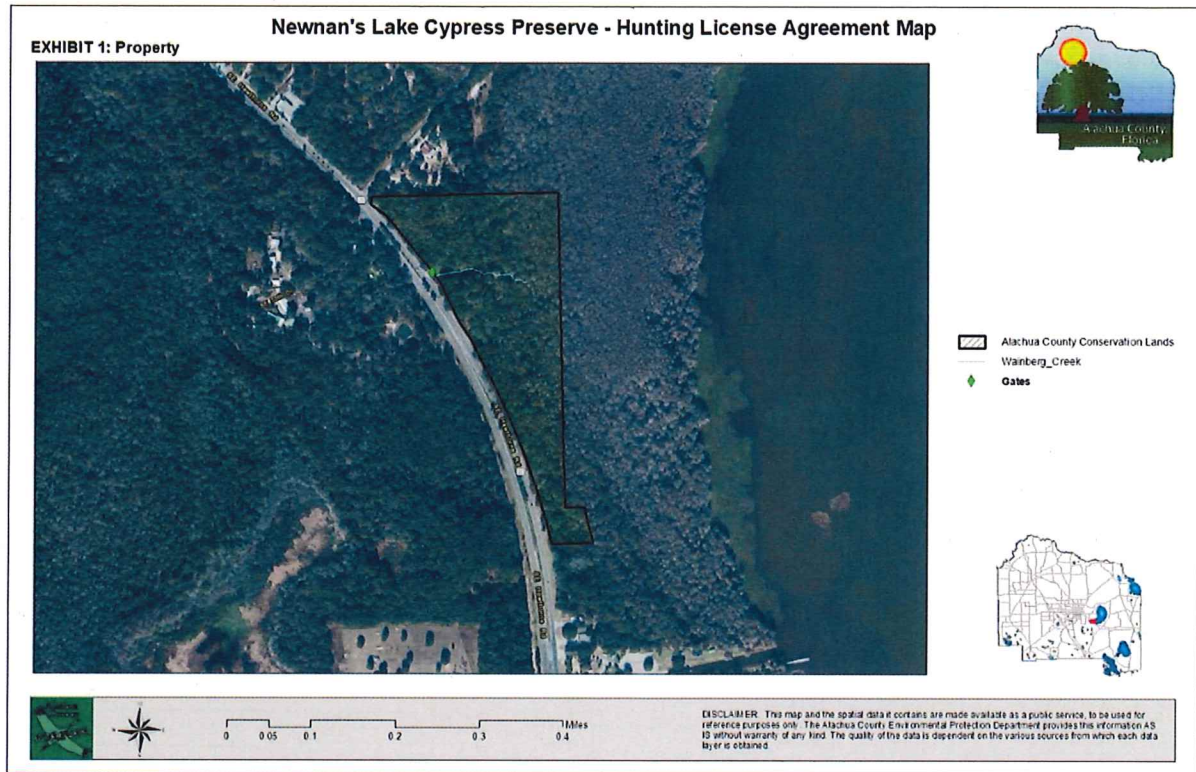 Newnan's Lake Cypress Preserve - Hunting License Agreement Map
EXHIBIT 1: Property
Alachua County
Florida
Alachua County Conservation Lands
Wainberg_Creek
Gates
0 0.05 0.1 0.2 0.3 0.4
Miles
DISCLAIMER: This map and the spatial data it contains are made available as a public service, to be used for
reference purposes only. The Alachua County Environmental Protection Department provides this information AS
IS without warranty of any kind. The quality of the data is dependent on the various sources from which each data
layer is obtained.